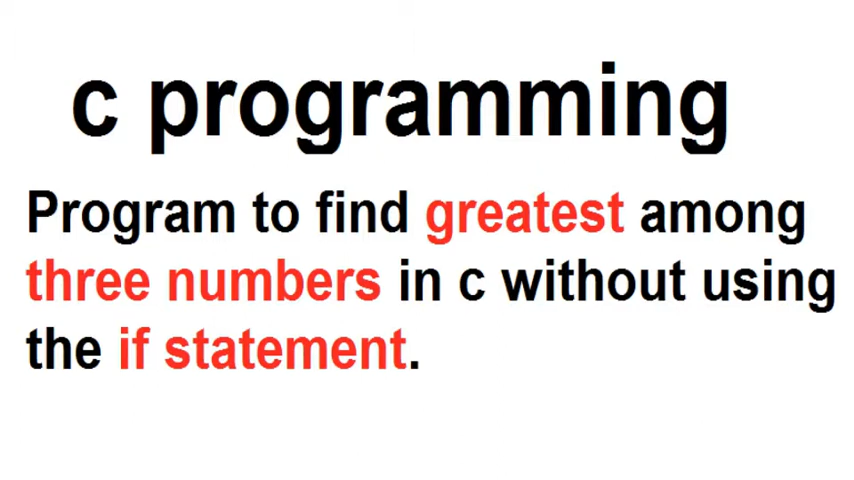 c programming
Program to find greatest among
three numbers in c without using
the if statement.